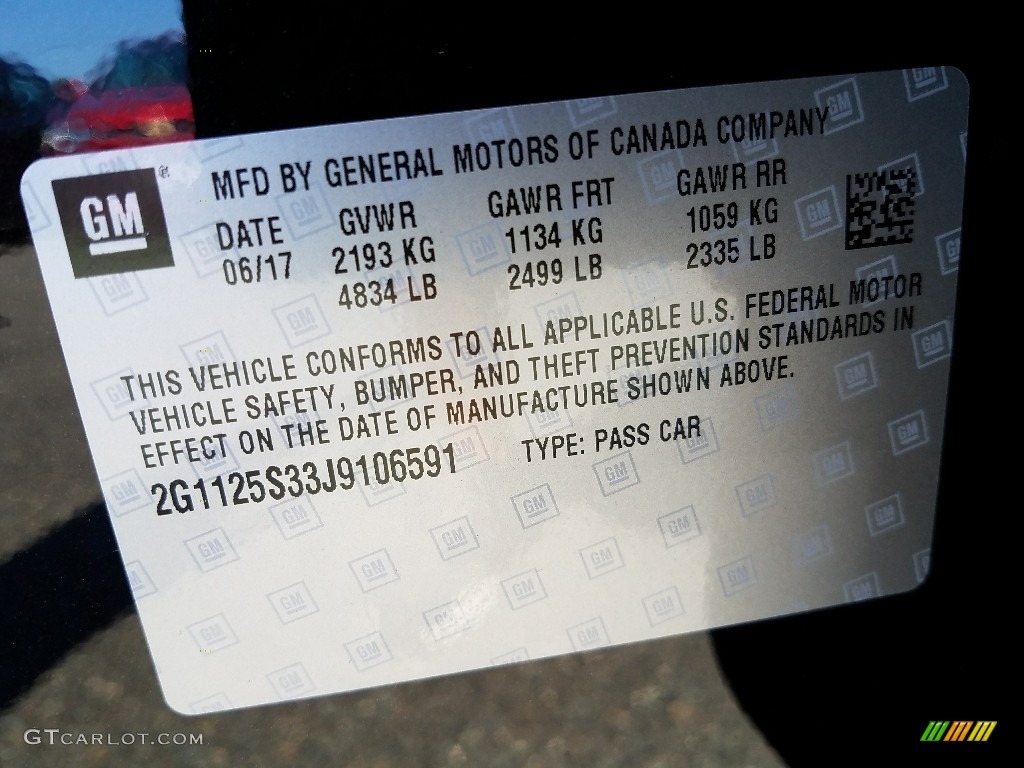 GM
MFD BY GENERAL MOTORS OF CANADA COMPANY
DATE GVWR GAWR FRT GAWR RR
06/17 2193 KG 1134 KG 1059 KG
4834 LB 2499 LB 2335 LB
THIS VEHICLE CONFORMS TO ALL APPLICABLE U.S. FEDERAL MOTOR
VEHICLE SAFETY, BUMPER, AND THEFT PREVENTION STANDARDS IN
EFFECT ON THE DATE OF MANUFACTURE SHOWN ABOVE.
2G1125S33J9106591 TYPE: PASS CAR
GTCARLOT.COM